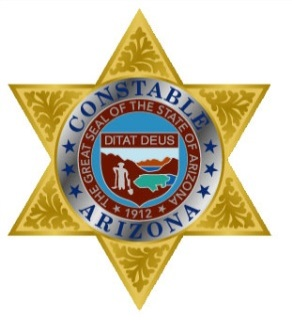 CONSTABLE
THE GREAT SEAL OF THE STATE OF ARIZONA
DITAT DEUS
1912
ARIZONA